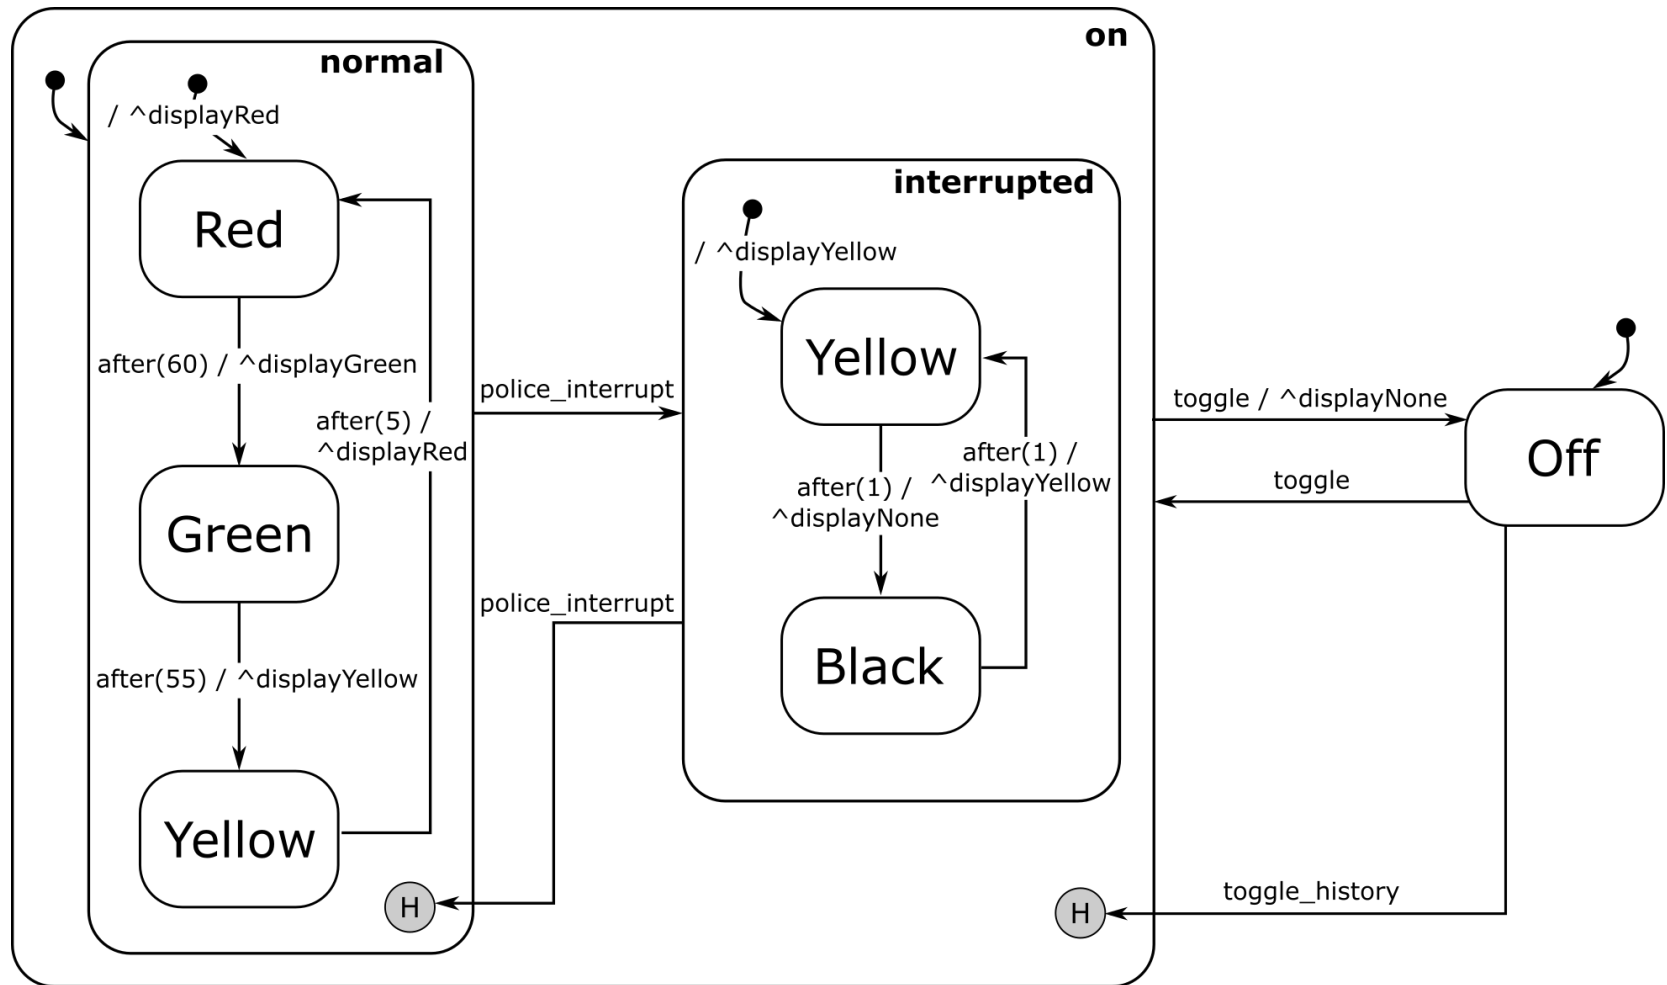 on
normal
/ ^displayRed
Red
after(60) / ^displayGreen
after(5) /
^displayRed
Green
after(55) / ^displayYellow
Yellow
H
police_interrupt
police_interrupt
interrupted
/ ^displayYellow
Yellow
after(1) /
^displayNone
after(1) /
^displayYellow
Black
H
toggle / ^displayNone
toggle
Off
toggle_history